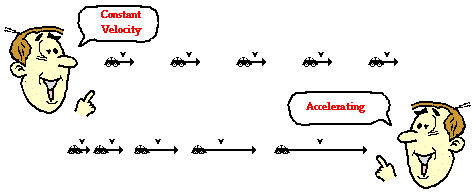 Constant
Velocity
v v v v v
Accelerating
v v v v v